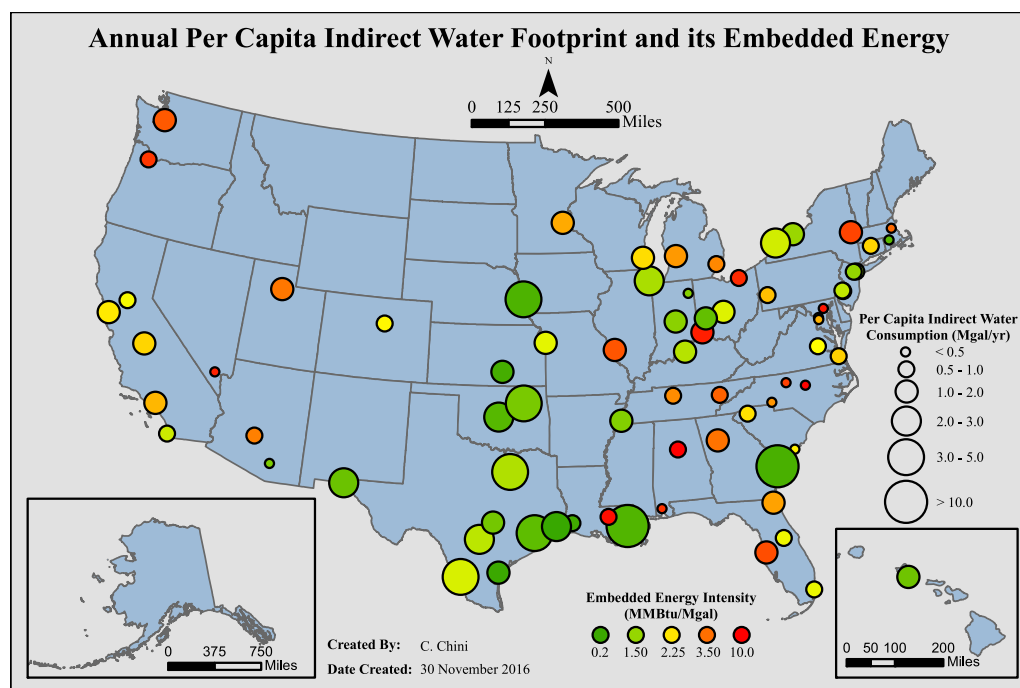 Annual Per Capita Indirect Water Footprint and its Embedded Energy
N
0 125 250 500
Miles
Per Capita Indirect Water
Consumption (Mgal/yr)
< 0.5
0.5 - 1.0
1.0 - 2.0
2.0 - 3.0
3.0 - 5.0
> 10.0
Embedded Energy Intensity
(MMBtu/Mgal)
0.2 1.50 2.25 3.50 10.0
Created By: C. Chini
Date Created: 30 November 2016
0 375 750
Miles
0 50 100 200
Miles